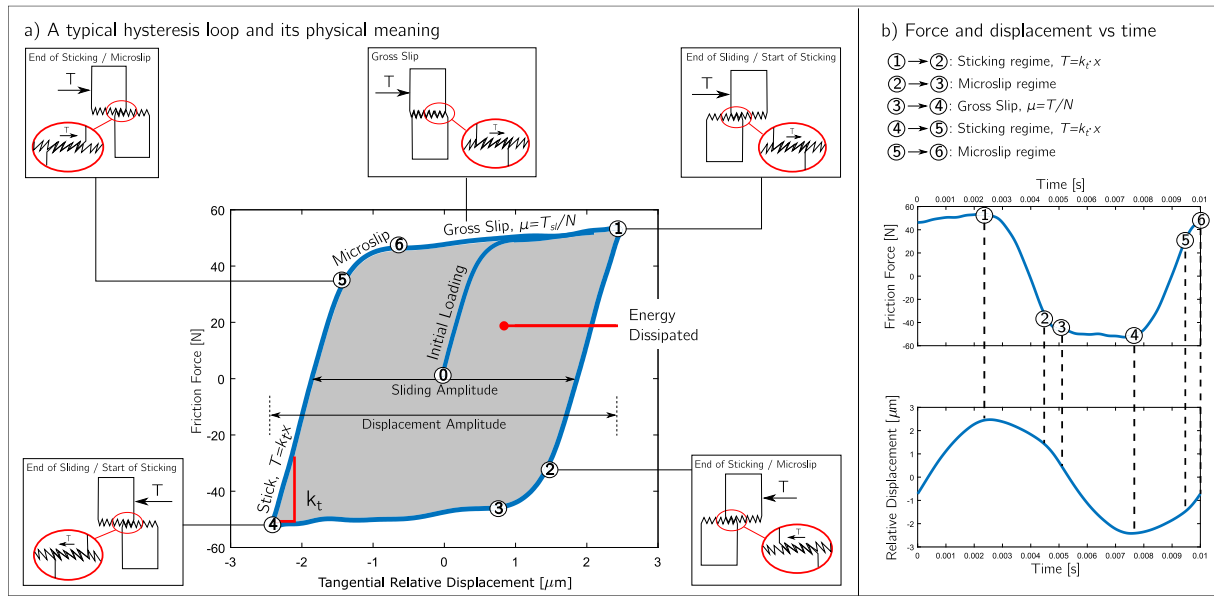 a) A typical hysteresis loop and its physical meaning
End of Sticking / Microslip
T
T
Gross Slip
T
T
End of Sliding / Start of Sticking
T
T
60
40
20
0
-20
-40
-60
Friction Force [N]
Microslip
Gross Slip, μ=Tsl/N
1
6
5
Initial Loading
Energy
Dissipated
0
Sliding Amplitude
Displacement Amplitude
Stick, T=ktx
kt
2
3
4
-3
-2
-1
0
1
2
3
Tangential Relative Displacement [μm]
End of Sliding / Start of Sticking
T
T
End of Sticking / Microslip
T
T
b) Force and displacement vs time
1→2: Sticking regime, T=kt·x
2→3: Microslip regime
3→4: Gross Slip, μ=T/N
4→5: Sticking regime, T=kt·x
5→6: Microslip regime
Time [s]
0 0.001 0.002 0.003 0.004 0.005 0.006 0.007 0.008 0.009 0.01
60
40
20
0
-20
-40
-60
Friction Force [N]
1
2
3
4
5
6
3
2
1
0
-1
-2
-3
Relative Displacement [μm]
0 0.001 0.002 0.003 0.004 0.005 0.006 0.007 0.008 0.009 0.01
Time [s]